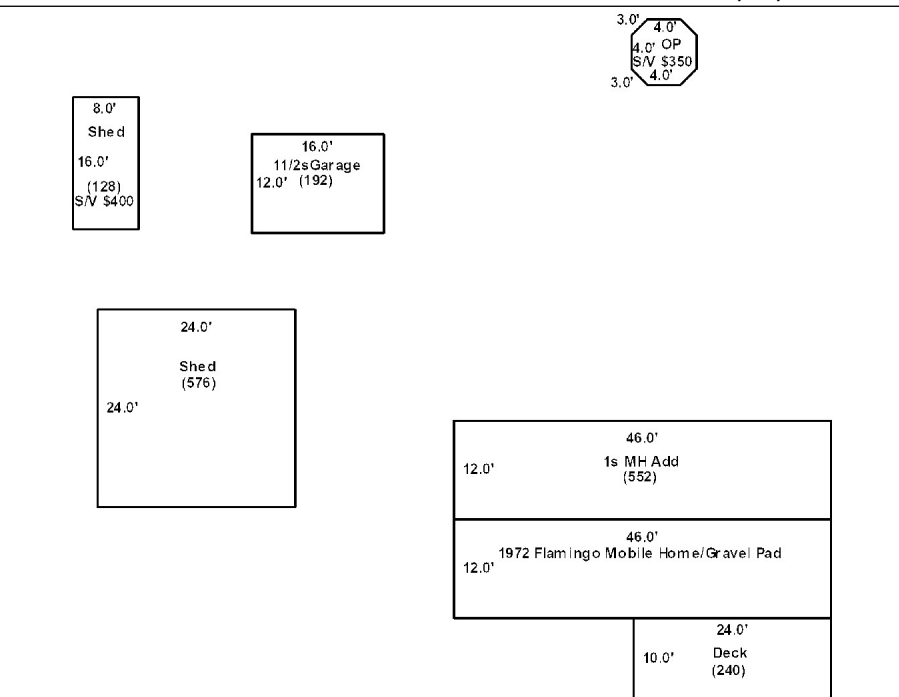 3.0'
4.0'
4.0' OP
S/V $350
3.0' 4.0'
8.0'
Shed
16.0'
(128)
S/V $400
16.0'
11/2sGarage
12.0' (192)
24.0'
Shed
(576)
24.0'
46.0'
1s MH Add
12.0'
(552)
46.0'
1972 Flamingo Mobile Home/Gravel Pad
12.0'
24.0'
Deck
10.0'
(240)